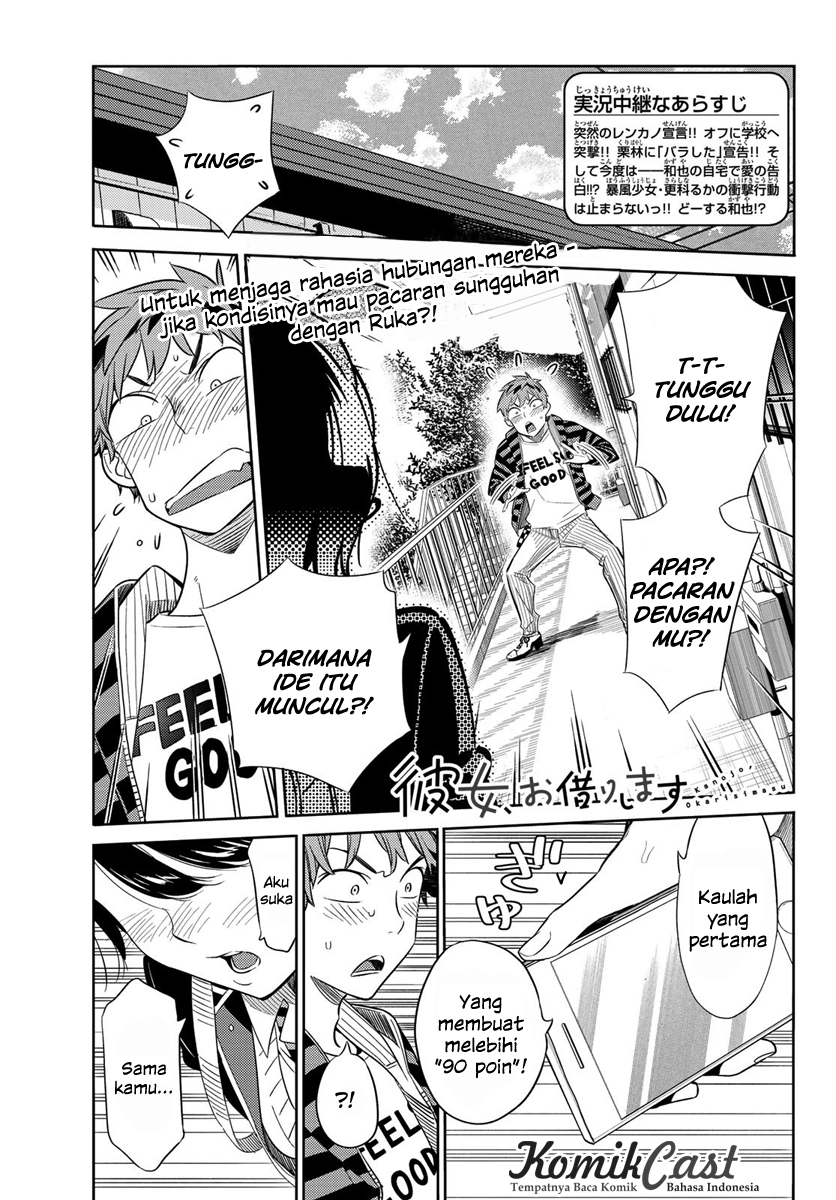 実況中継なあらすじ
突然のレンカノ宣言!! オフに学校へ
突撃!! 栗林に「バラした」宣告!! そ
して今度は――和也の自宅で愛の告
白!!? 暴風少女・更科るかの衝撃行動
は止まらないっ!! どーする和也!?
TUNGG-
Untuk menjaga rahasia hubungan mereka -
jika kondisinya mau pacaran sungguhan
dengan Ruka?!
T-T-
TUNGGU
DULU!
APA?!
PACARAN
DENGAN
MU?!
FEELS
GOOD
DARIMANA
IDE ITU
MUNCUL?!
FEEL
GO
彼女、お借りします
Kanojo,
Okarishimasu
Kaulah
yang
pertama
ぎゅ
Yang
membuat
melebihi
"90 poin"!
?!
FEELS
GOOD
Aku
suka
Sama
kamu...
KomikCast
Tempatnya Baca Komik Bahasa Indonesia